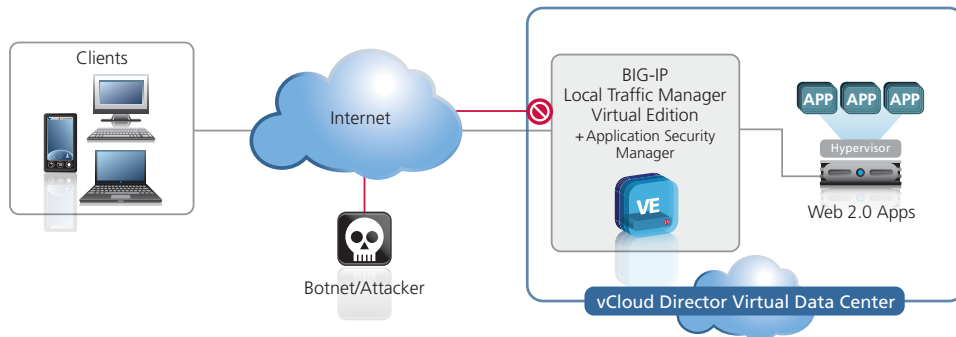 Clients
Internet
Botnet/Attacker
BIG-IP
Local Traffic Manager
Virtual Edition
+Application Security
Manager
VE
APP APP APP
Hypervisor
Web 2.0 Apps
vCloud Director Virtual Data Center